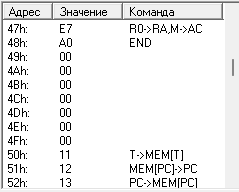 Адрес Значение Команда
47h: E7 R0->RA,M->AC
48h: A0 END
49h: 00
4Ah: 00
4Bh: 00
4Ch: 00
4Dh: 00
4Eh: 00
4Fh: 00
50h: 11 T->MEM[T]
51h: 12 MEM[PC]->PC
52h: 13 PC->MEM[PC]